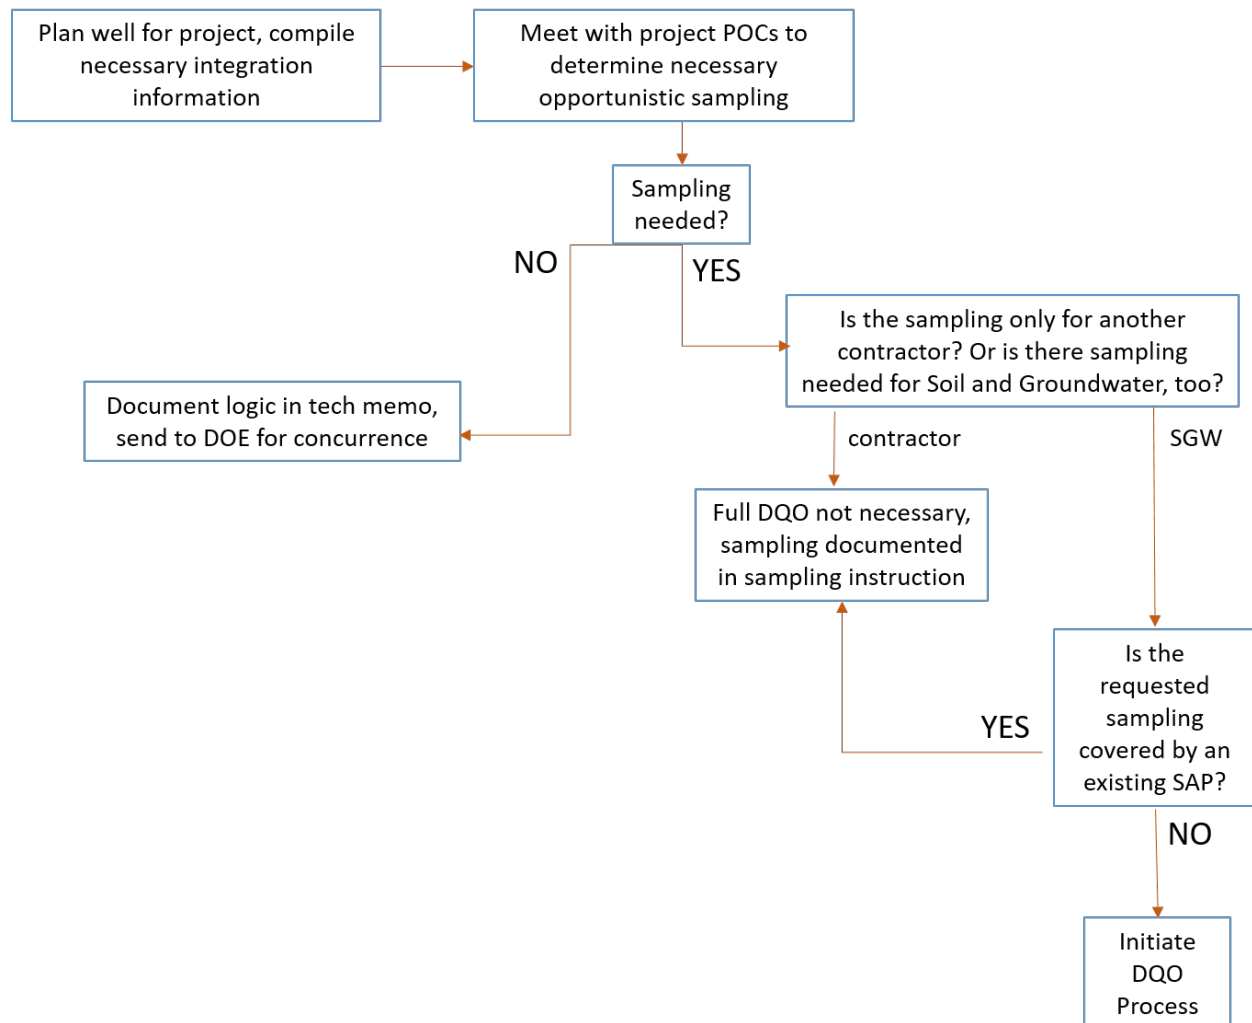 Plan well for project, compile
necessary integration
information
Meet with project POCs to
determine necessary
opportunistic sampling
Sampling
needed?
NO
YES
Is the sampling only for another
contractor? Or is there sampling
needed for Soil and Groundwater, too?
Document logic in tech memo,
send to DOE for concurrence
contractor
SGW
Full DQO not necessary,
sampling documented
in sampling instruction
Is the
requested
sampling
covered by an
existing SAP?
YES
NO
Initiate
DQO
Process